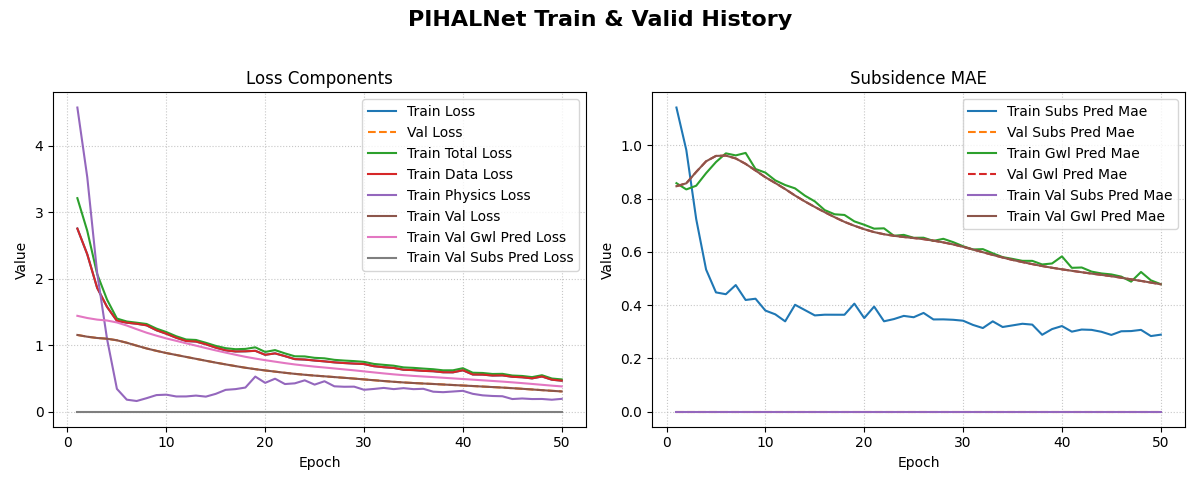 PIHALNet Train & Valid History
Loss Components
Train Loss
Val Loss
Train Total Loss
Train Data Loss
Train Physics Loss
Train Val Loss
Train Val Gwl Pred Loss
Train Val Subs Pred Loss
Value
4
3
2
1
0
0
10
20
30
40
50
Epoch
Subsidence MAE
Train Subs Pred Mae
Val Subs Pred Mae
Train Gwl Pred Mae
Val Gwl Pred Mae
Train Val Subs Pred Mae
Train Val Gwl Pred Mae
Value
1.0
0.8
0.6
0.4
0.2
0.0
0
10
20
30
40
50
Epoch